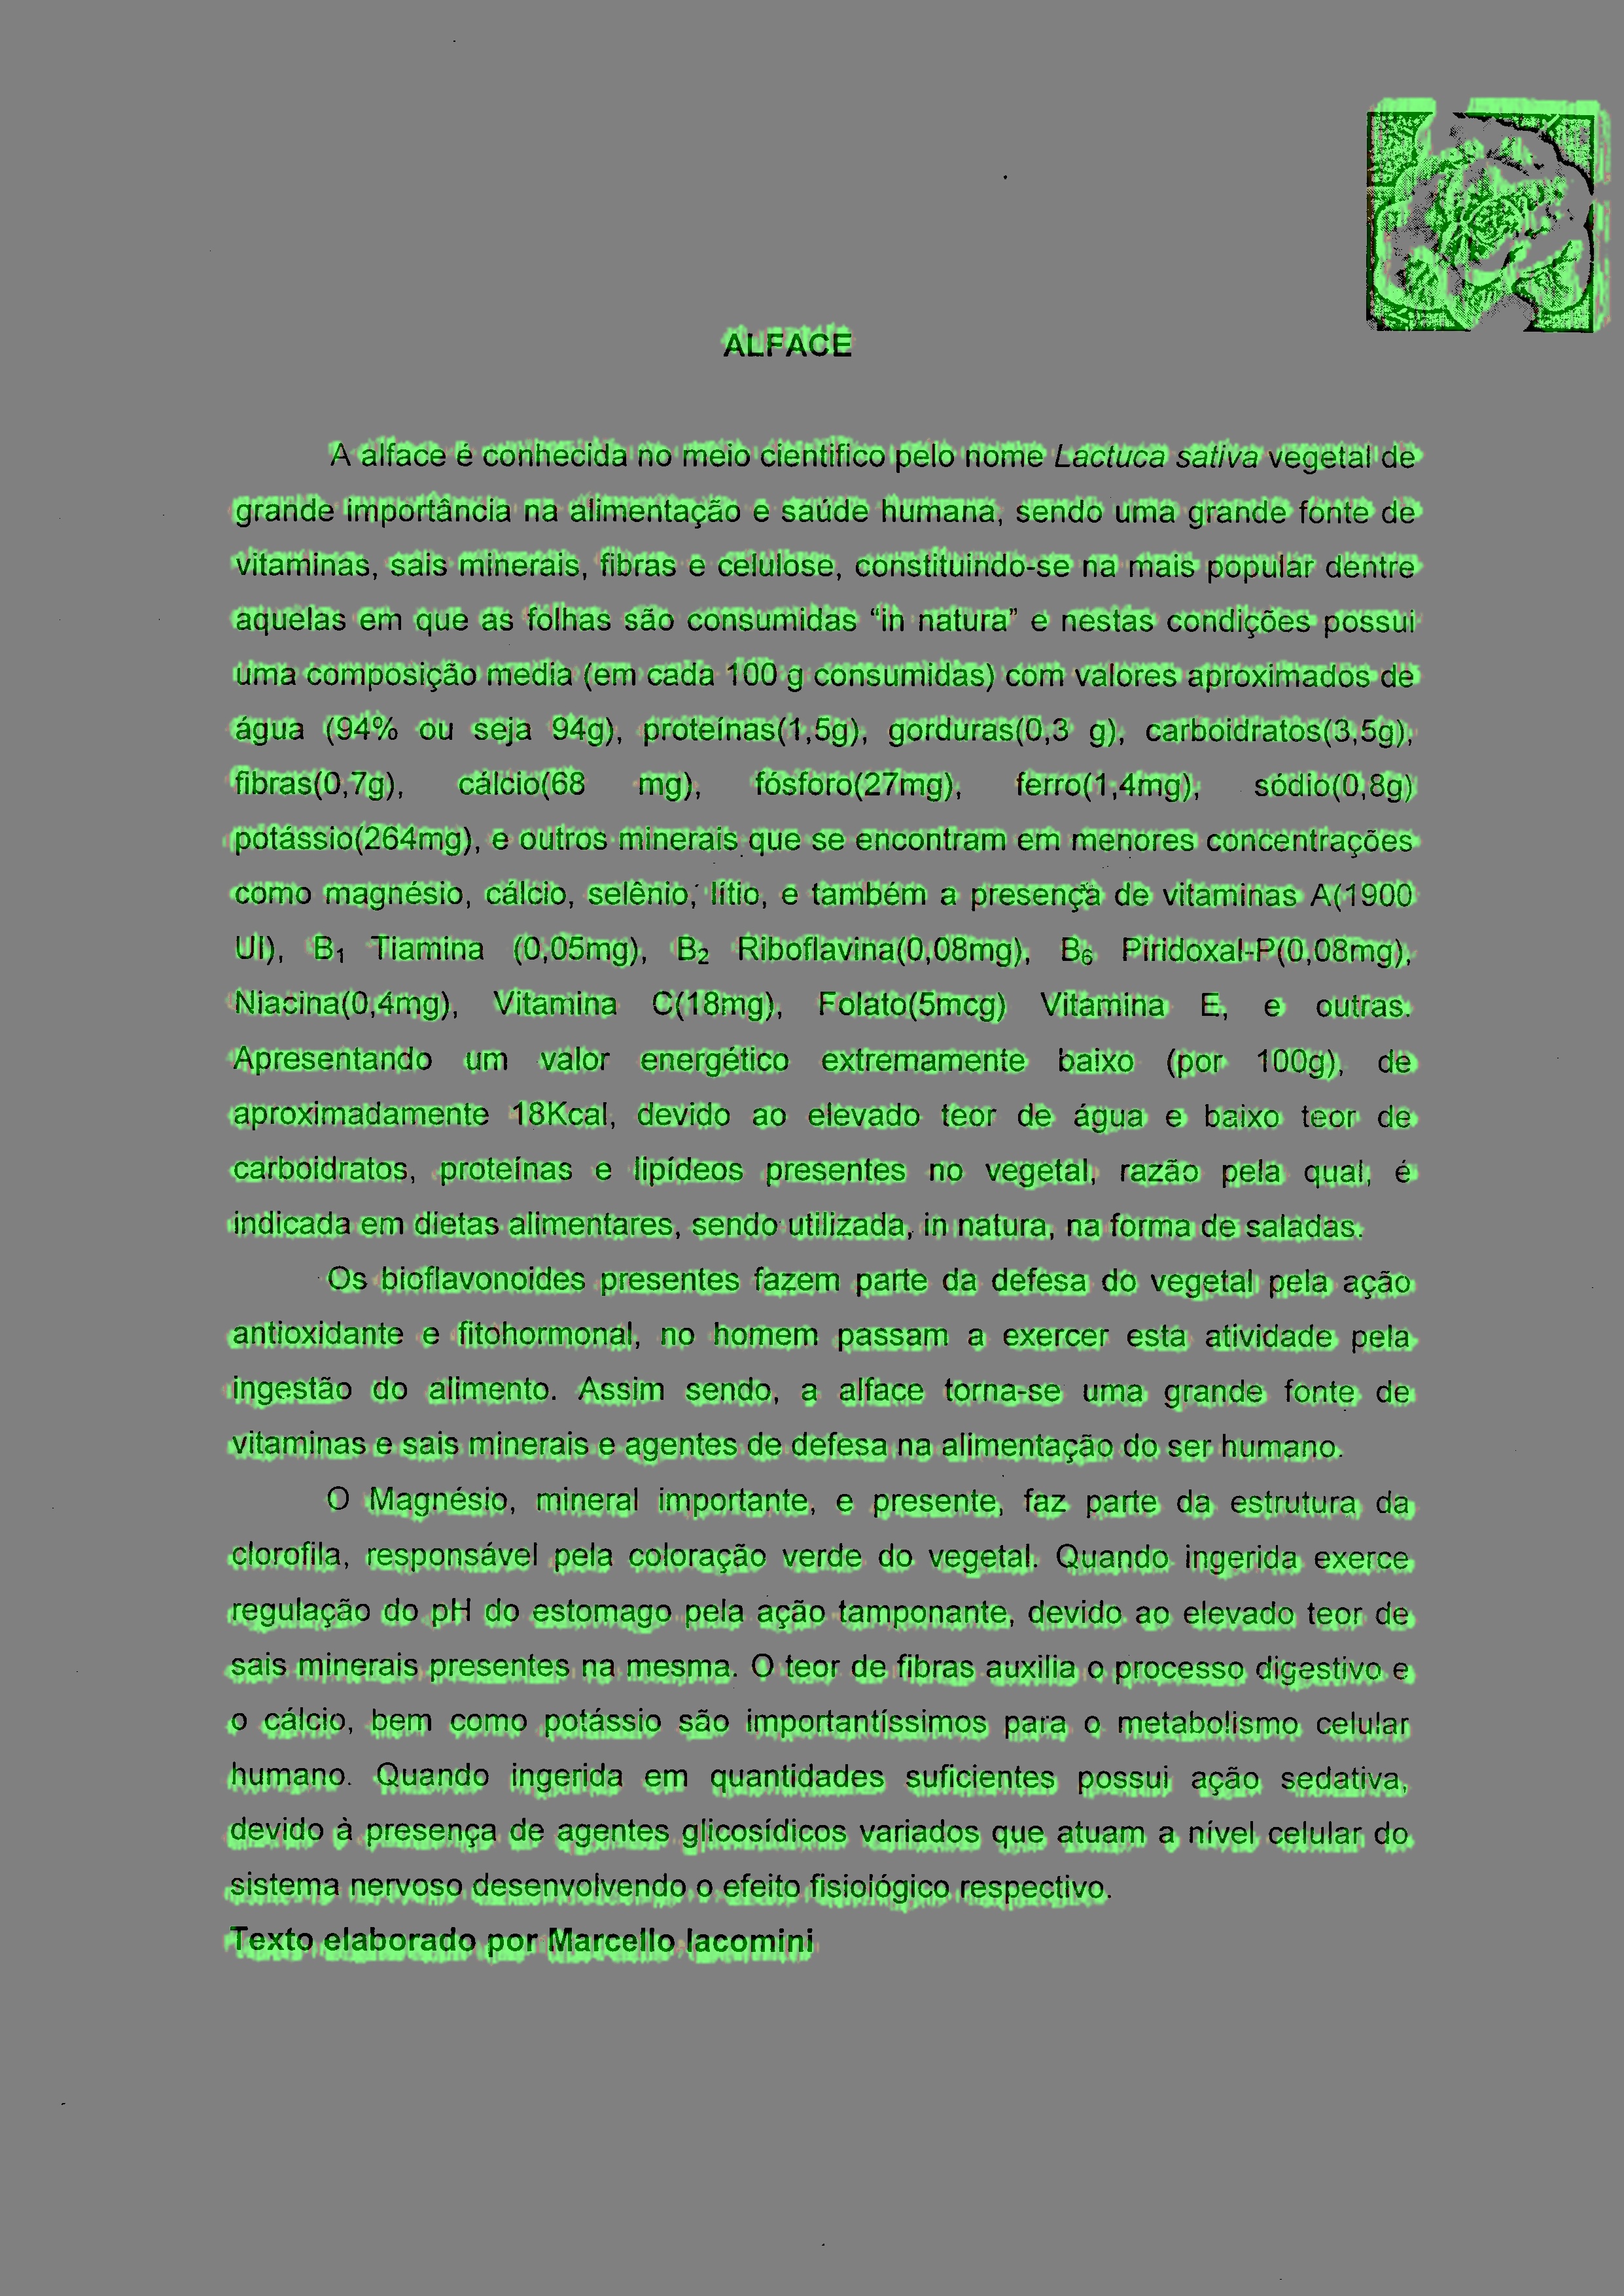 ALFACE
A alface é conhecida no meio cientifico pelo nome Lactuca sativa vegetal de
grande importância na alimentação e saúde humana, sendo uma grande fonte de
vitaminas, sais minerais, fibras e celulose, constituindo-se na mais popular dentre
aquelas em que as folhas são consumidas “in natura” e nestas condições possui
uma composição media (em cada 100 g consumidas) com valores aproximados de
água (94% ou seja 94g), proteínas(1,5g), gorduras(0,3 g), carboidratos(3,5g),
fibras(0,7g), cálcio(68 mg), fósforo(27mg), ferro(1,4mg), sódio(0,8g)
potássio(264mg), e outros minerais que se encontram em menores concentrações
como magnésio, cálcio, selênio, lítio, e também a presença de vitaminas A(1900
UI), B₁ Tiamina (0,05mg), B₂ Riboflavina(0,08mg), B₆ Piridoxal-P(0,08mg),
Niacina(0,4mg), Vitamina C(18mg), Folato(5mcg) Vitamina E, e outras.
Apresentando um valor energético extremamente baixo (por 100g), de
aproximadamente 18Kcal, devido ao elevado teor de água e baixo teor de
carboidratos, proteínas e lipídeos presentes no vegetal, razão pela qual, é
indicada em dietas alimentares, sendo utilizada, in natura, na forma de saladas.
Os bioflavonoides presentes fazem parte da defesa do vegetal pela ação
antioxidante e fitohormonal, no homem passam a exercer esta atividade pela
ingestão do alimento. Assim sendo, a alface torna-se uma grande fonte de
vitaminas e sais minerais e agentes de defesa na alimentação do ser humano.
O Magnésio, mineral importante, e presente, faz parte da estrutura da
clorofila, responsável pela coloração verde do vegetal. Quando ingerida exerce
regulação do pH do estomago pela ação tamponante, devido ao elevado teor de
sais minerais presentes na mesma. O teor de fibras auxilia o processo digestivo e
o cálcio, bem como potássio são importantíssimos para o metabolismo celular
humano. Quando ingerida em quantidades suficientes possui ação sedativa,
devido à presença de agentes glicosídicos variados que atuam a nível celular do
sistema nervoso desenvolvendo o efeito fisiológico respectivo.
Texto elaborado por Marcello Iacomini